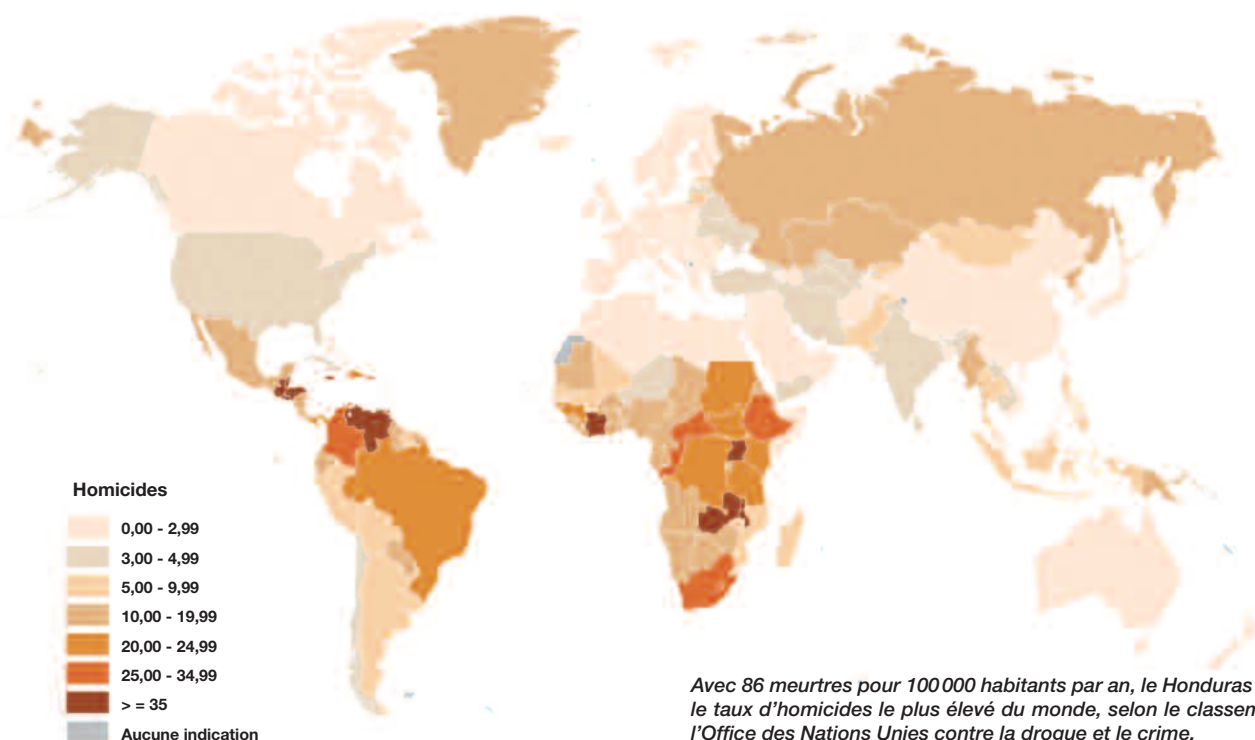 Homicides
0,00 - 2,99
3,00 - 4,99
5,00 - 9,99
10,00 - 19,99
20,00 - 24,99
25,00 - 34,99
> = 35
Aucune indication
Avec 86 meurtres pour 100 000 habitants par an, le Honduras
le taux d'homicides le plus élevé du monde, selon le classem
l'Office des Nations Unies contre la drogue et le crime.